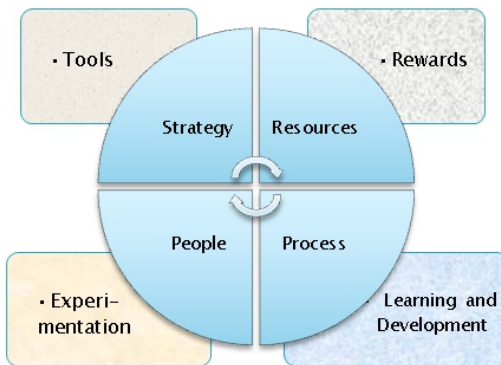 · Tools
· Rewards
Strategy
Resources
People
Process
· Experi-
mentation
· Learning and
Development